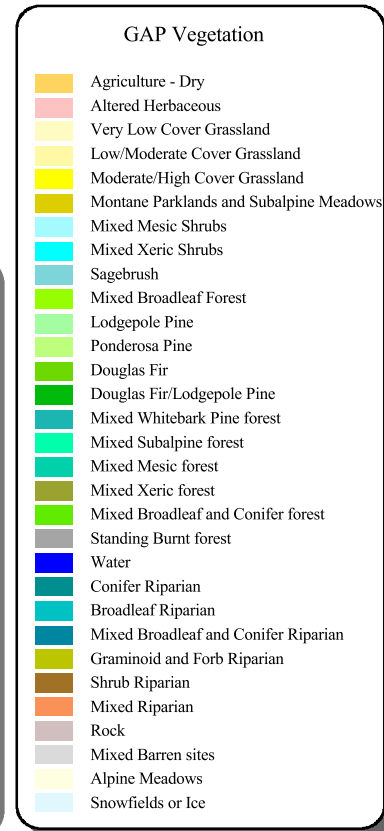 GAP Vegetation
Agriculture - Dry
Altered Herbaceous
Very Low Cover Grassland
Low/Moderate Cover Grassland
Moderate/High Cover Grassland
Montane Parklands and Subalpine Meadows
Mixed Mesic Shrubs
Mixed Xeric Shrubs
Sagebrush
Mixed Broadleaf Forest
Lodgepole Pine
Ponderosa Pine
Douglas Fir
Douglas Fir/Lodgepole Pine
Mixed Whitebark Pine forest
Mixed Subalpine forest
Mixed Mesic forest
Mixed Xeric forest
Mixed Broadleaf and Conifer forest
Standing Burnt forest
Water
Conifer Riparian
Broadleaf Riparian
Mixed Broadleaf and Conifer Riparian
Graminoid and Forb Riparian
Shrub Riparian
Mixed Riparian
Rock
Mixed Barren sites
Alpine Meadows
Snowfields or Ice